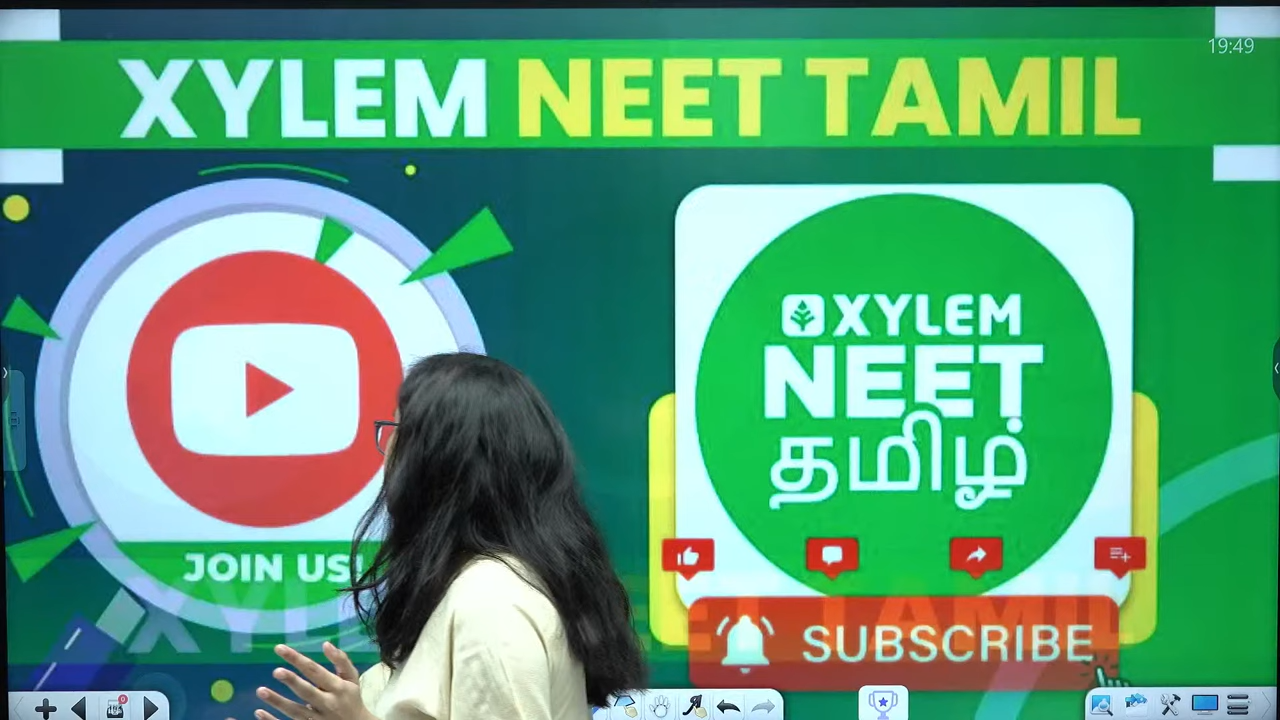 19:49
XYLEM NEET TAMIL
XYLEM
NEET
தமிழ்
JOIN US!
SUBSCRIBE